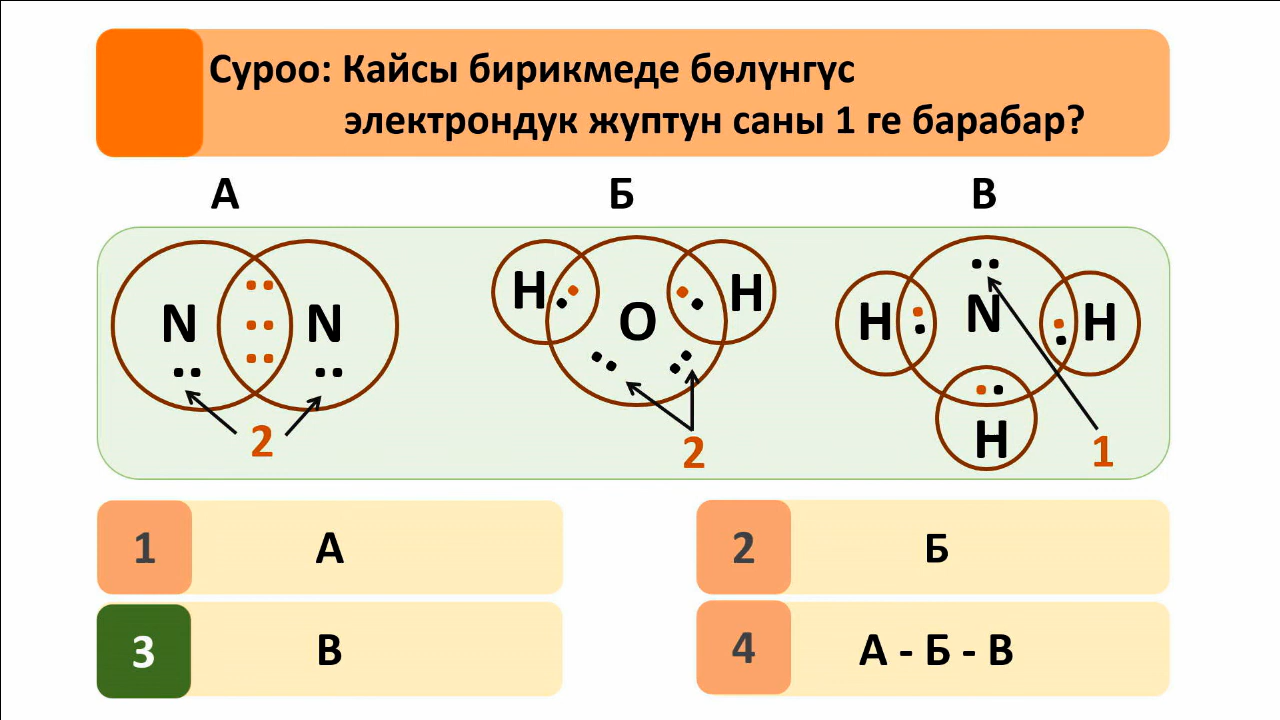 Суроо: Кайсы бирикмеде бөлүнгүс
электрондук жуптун саны 1 ге барабар?
А Б В
N N H O H H N H
2 2 H 1
1 А 2 Б
3 В 4 А - Б - В